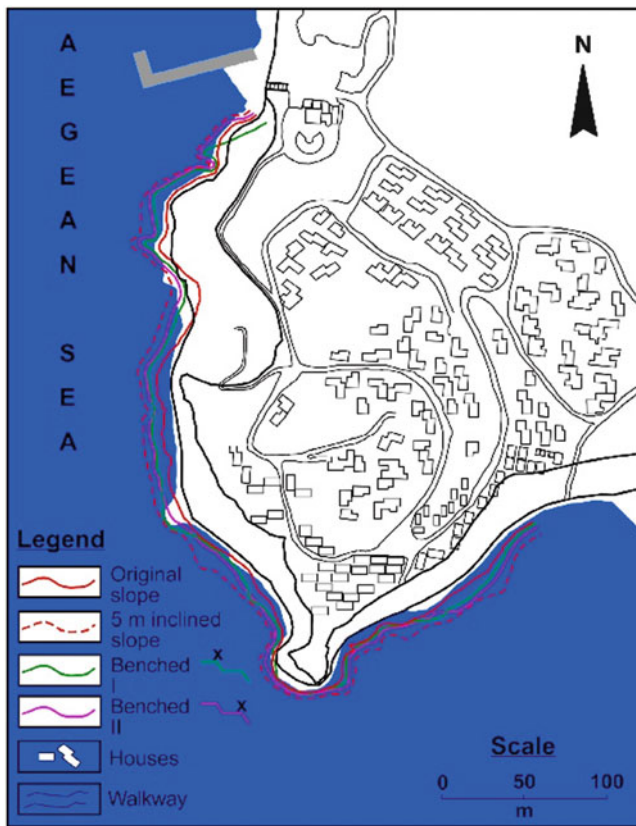 A
E
G
E
A
N
S
E
A
N
Legend
Original
slope
5 m inclined
slope
Benched
I
x
Benched
II
x
Houses
Walkway
Scale
0 50 100
m